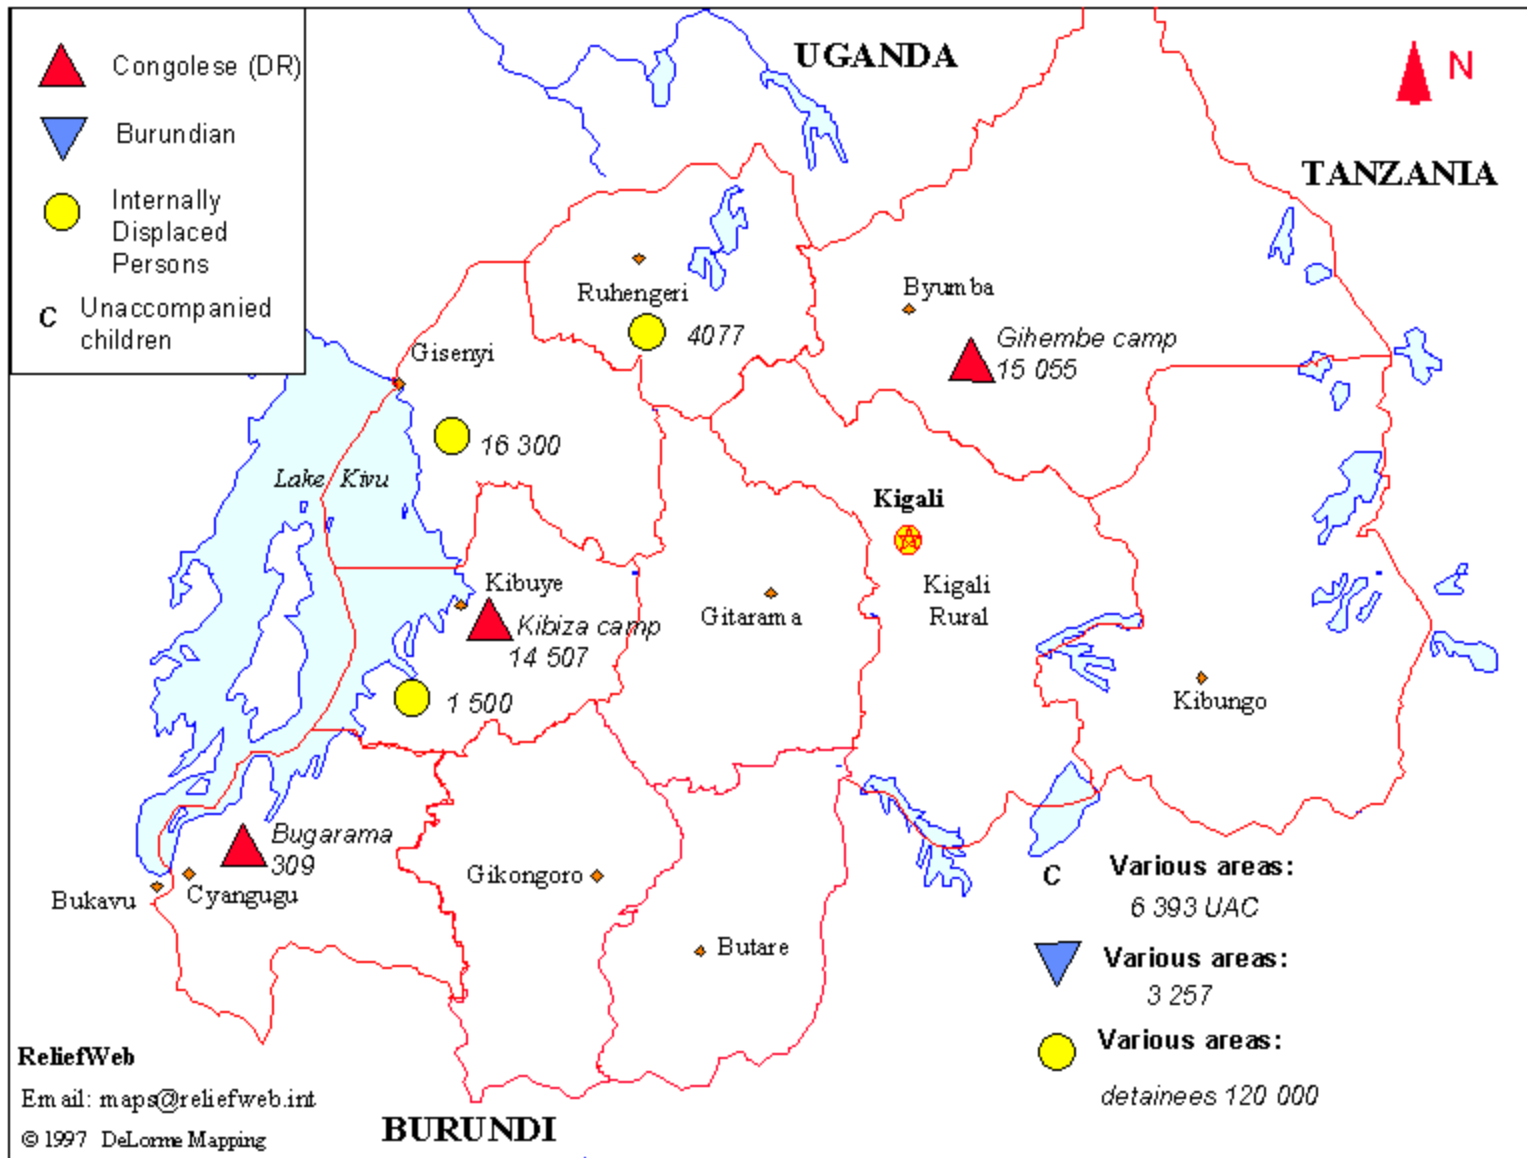 Congolese (DR)
Burundian
Internally
Displaced
Persons
C Unaccompanied
children
UGANDA
N
TANZANIA
Ruhengeri
4077
Byumba
Gihembe camp
15 055
Gisenyi
16 300
Lake Kivu
Kigali
Kigali
Rural
Kibuye
Kibiza camp
14 507
Gitarama
1 500
Kibungo
Bugarama
309
Bukavu
Cyangugu
Gikongoro
Butare
C Various areas:
6 393 UAC
Various areas:
3 257
Various areas:
detainees 120 000
ReliefWeb
Email: maps@reliefweb.int
© 1997 DeLorme Mapping
BURUNDI